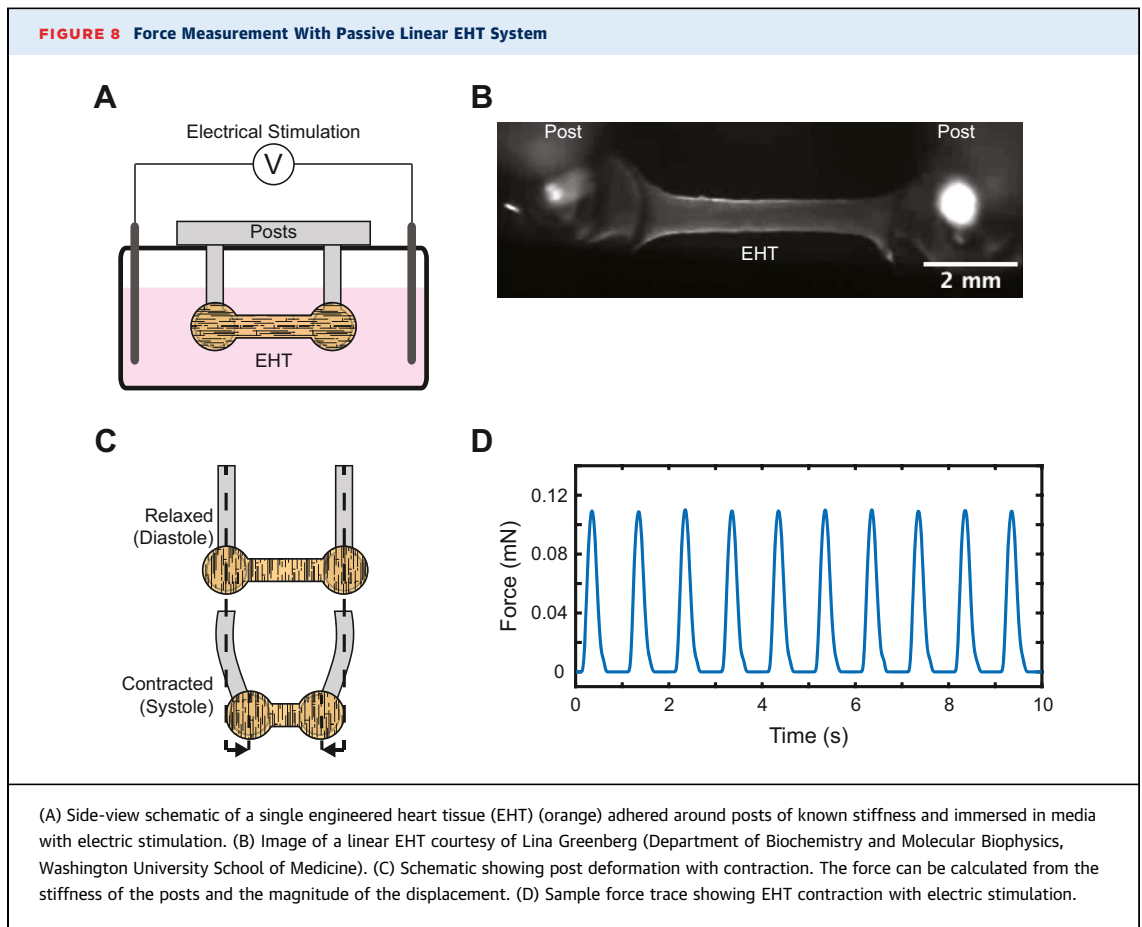 FIGURE 8 Force Measurement With Passive Linear EHT System
A
Electrical Stimulation
V
Posts
EHT
B
Post
Post
EHT
2 mm
C
Relaxed
(Diastole)
Contracted
(Systole)
D
Force (mN)
0.12
0.08
0.04
0
0
2
4
6
8
10
Time (s)
(A) Side-view schematic of a single engineered heart tissue (EHT) (orange) adhered around posts of known stiffness and immersed in media
with electric stimulation. (B) Image of a linear EHT courtesy of Lina Greenberg (Department of Biochemistry and Molecular Biophysics,
Washington University School of Medicine). (C) Schematic showing post deformation with contraction. The force can be calculated from the
stiffness of the posts and the magnitude of the displacement. (D) Sample force trace showing EHT contraction with electric stimulation.